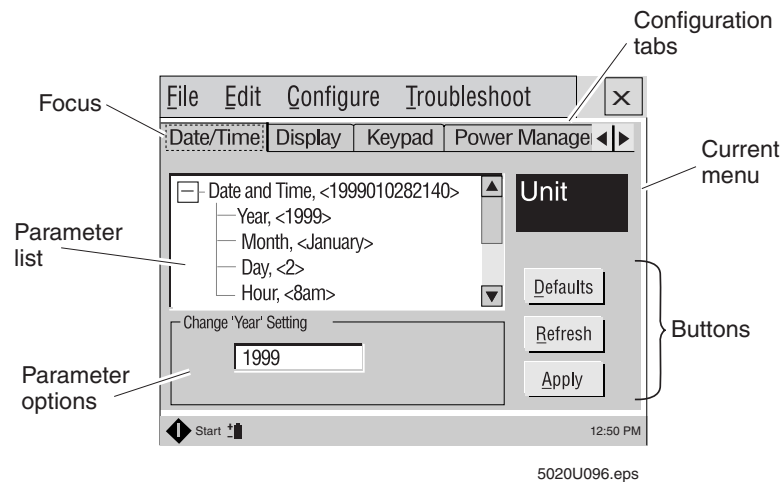 Configuration
tabs
File Edit Configure Troubleshoot
Focus
Date/Time Display Keypad Power Manage
Current
menu
Date and Time, <1999010282140>
Unit
Year, <1999>
Month, <January>
Day, <2>
Hour, <8am>
Parameter
list
Defaults
Change 'Year' Setting
Refresh
Buttons
1999
Parameter
options
Apply
Start
12:50 PM
5020U096.eps